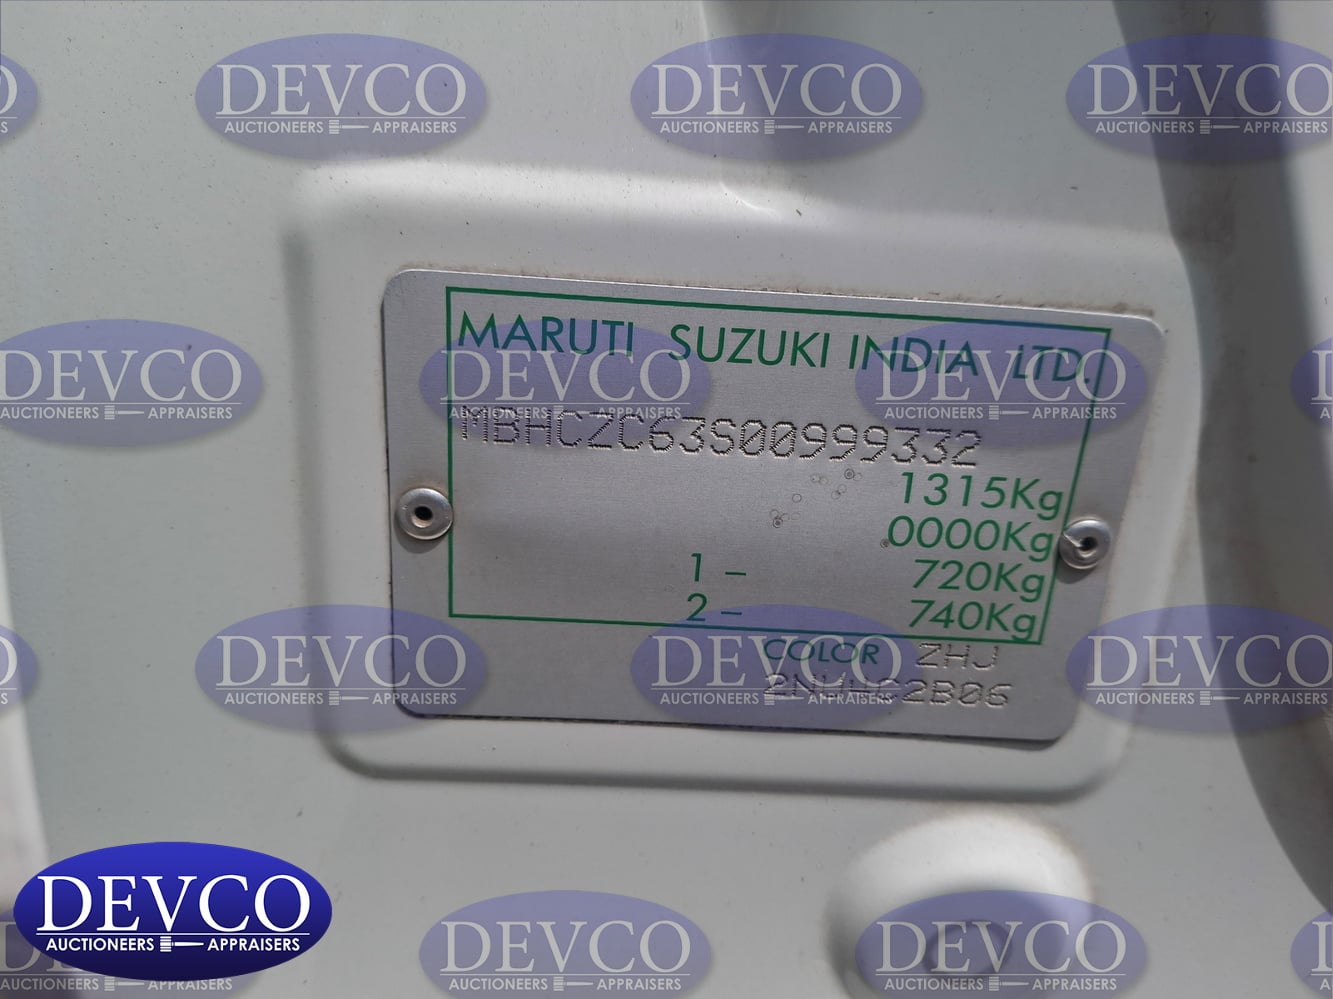 MARUTI SUZUKI INDIA LTD.
MBHCZC63S00999332
1315Kg
0000Kg
1 - 720Kg
2 - 740Kg
COLOR ZHJ
DEVCO
AUCTIONEERS APPRAISERS